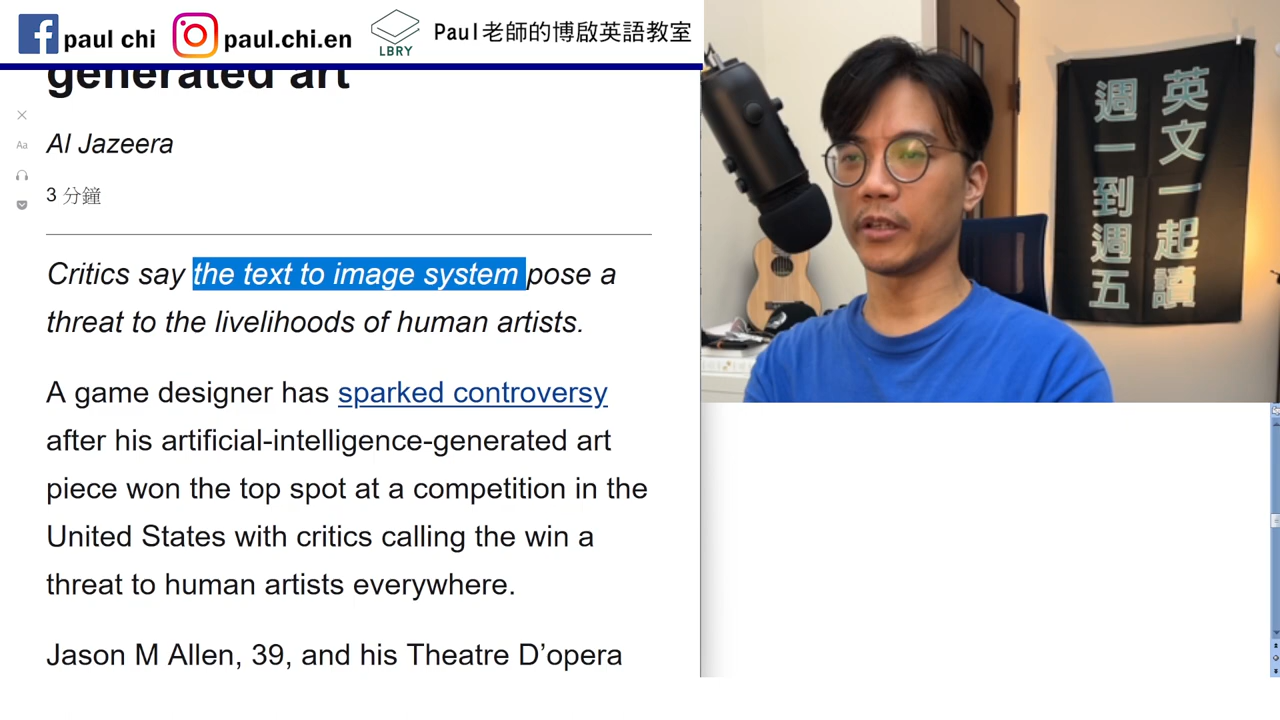 paul chi
paul.chi.en
LBRY
Paul老師的博啟英語教室
generated art
Al Jazeera
Aa
3 分鐘
Critics say the text to image system pose a
threat to the livelihoods of human artists.
A game designer has sparked controversy
after his artificial-intelligence-generated art
piece won the top spot at a competition in the
United States with critics calling the win a
threat to human artists everywhere.
Jason M Allen, 39, and his Theatre D’opera
英文一起讀
週一到週五